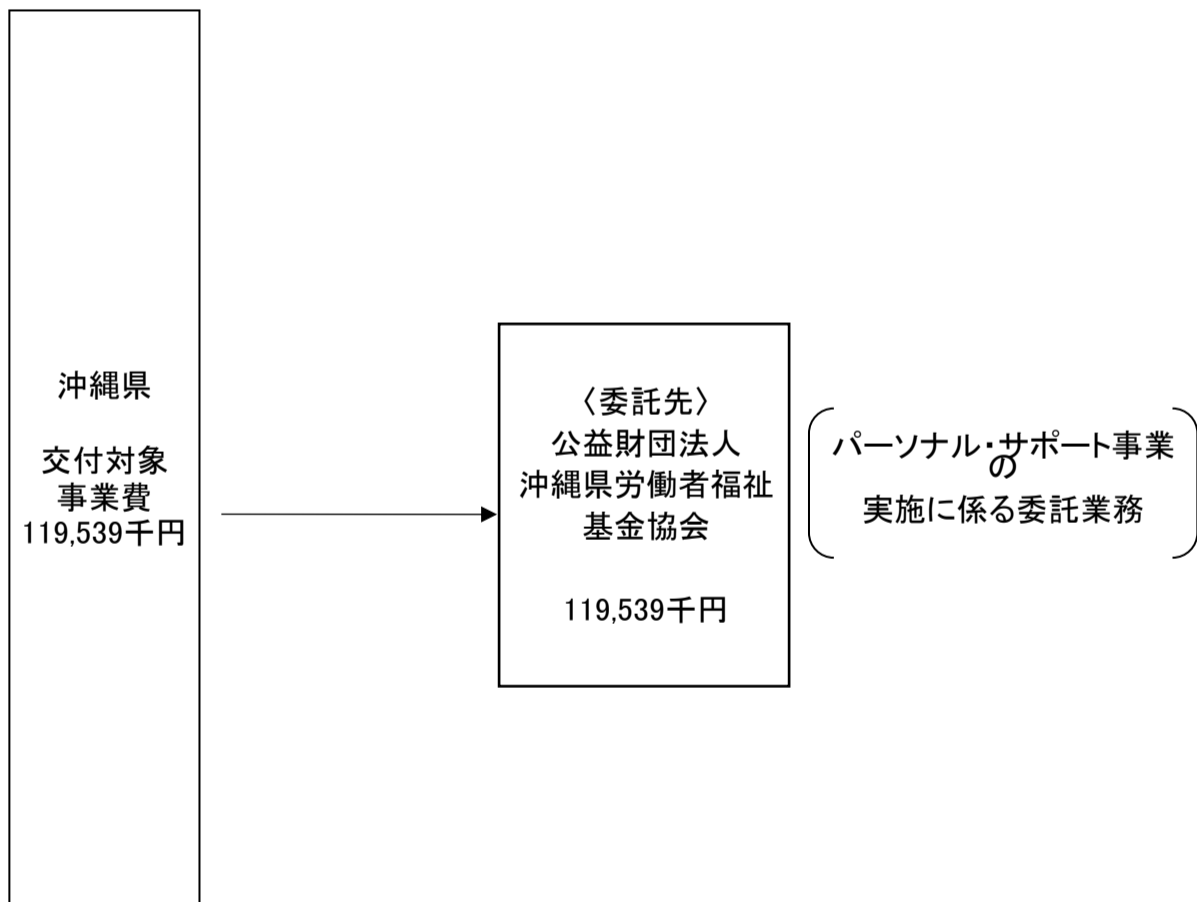 沖縄県
交付対象
事業費
119,539千円
〈委託先〉
公益財団法人
沖縄県労働者福祉
基金協会
119,539千円
パーソナル・サポート事業
の
実施に係る委託業務